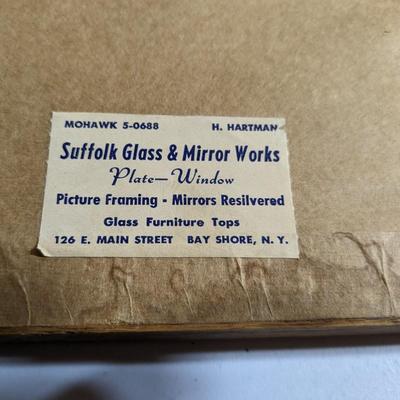 MOHAWK 5-0688 H. HARTMAN
Suffolk Glass & Mirror Works
Plate—Window
Picture Framing - Mirrors Resilvered
Glass Furniture Tops
126 E. MAIN STREET BAY SHORE, N. Y.